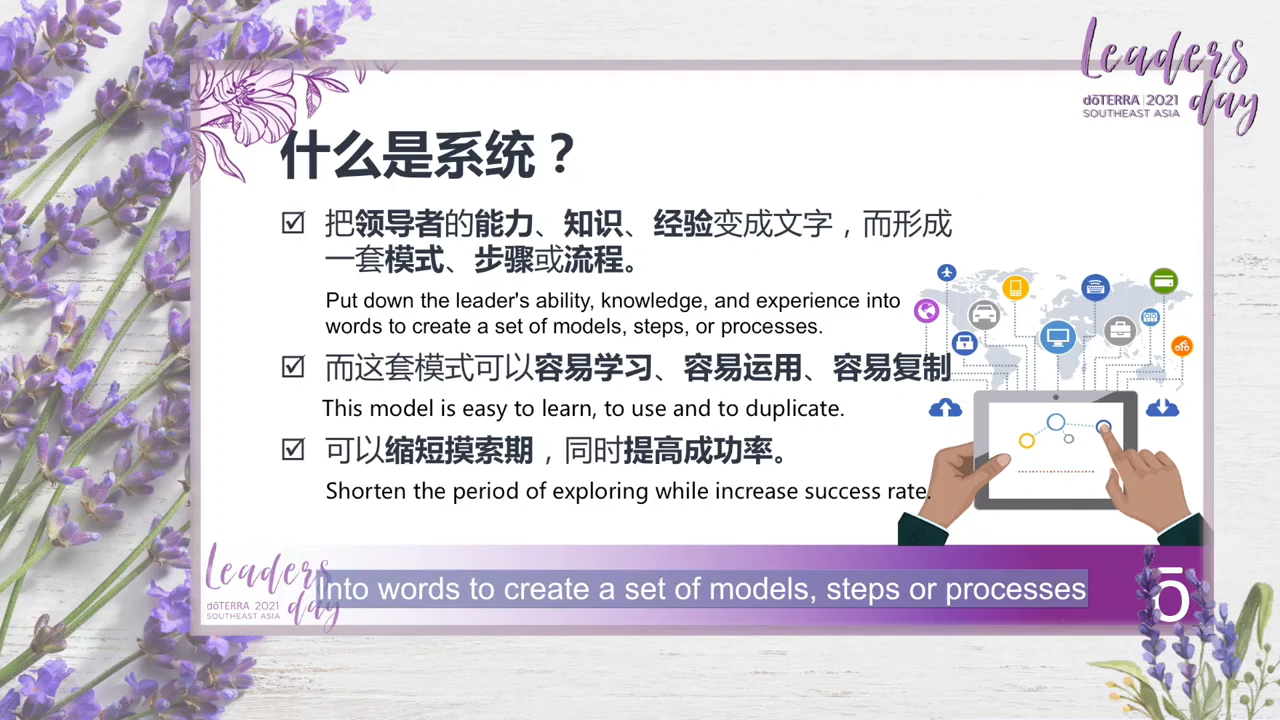 Leaders
day
dōTERRA | 2021
SOUTHEAST ASIA
什么是系统？
把领导者的能力、知识、经验变成文字，而形成
一套模式、步骤或流程。
Put down the leader's ability, knowledge, and experience into
words to create a set of models, steps, or processes.
而这套模式可以容易学习、容易运用、容易复制
This model is easy to learn, to use and to duplicate.
可以缩短摸索期，同时提高成功率。
Shorten the period of exploring while increase success rate.
Leaders
day
dōTERRA 2021
SOUTHEAST ASIA
Into words to create a set of models, steps or processes
ō